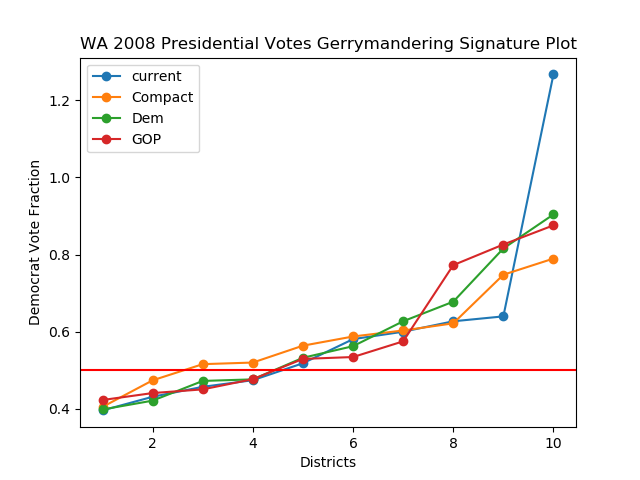 WA 2008 Presidential Votes Gerrymandering Signature Plot
current
Compact
Dem
GOP
Democrat Vote Fraction
1.2
1.0
0.8
0.6
0.4
2 4 6 8 10
Districts